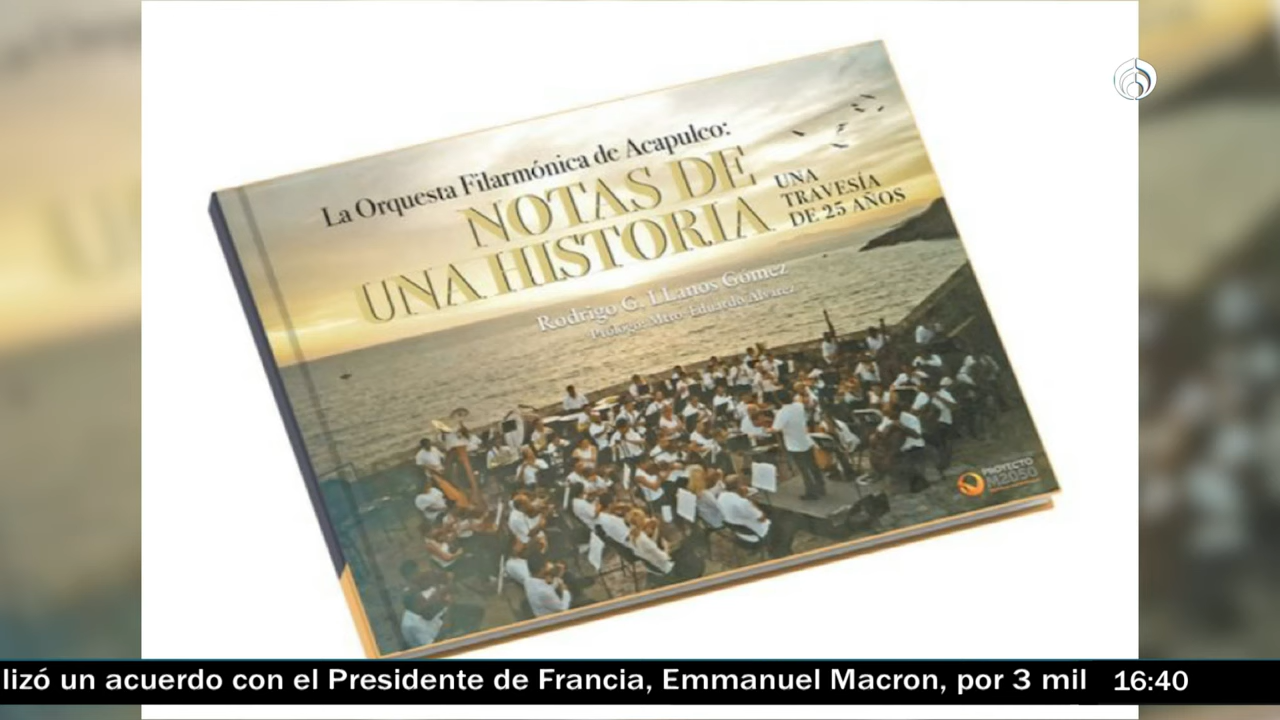 La Orquesta Filarmónica de Acapulco:
NOTAS DE
UNA HISTORIA
UNA
TRAVESÍA
DE 25 AÑOS
Rodrigo G. LLanos Gómez
Prólogo: Mtro. Eduardo Álvarez
PROYECTO
M2050
lizó un acuerdo con el Presidente de Francia, Emmanuel Macron, por 3 mil
16:40